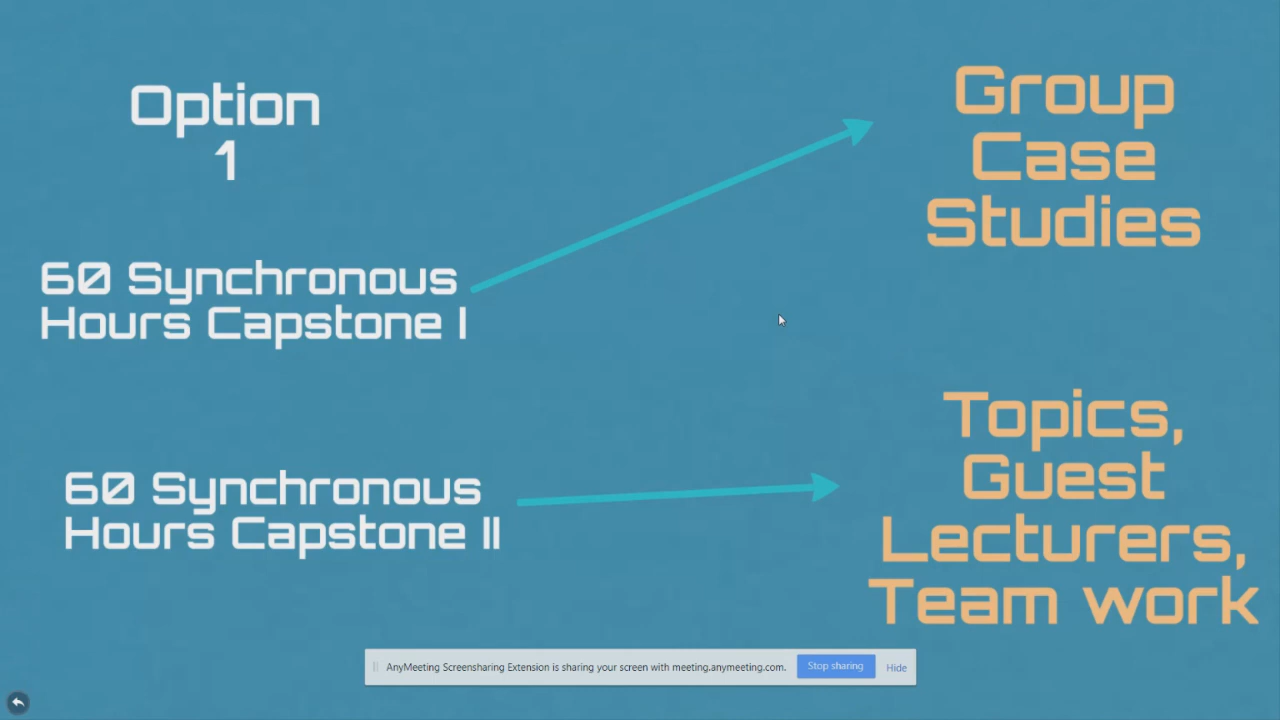 Option
1
60 Synchronous
Hours Capstone I
Group
Case
Studies
60 Synchronous
Hours Capstone II
Topics,
Guest
Lecturers,
Team work
AnyMeeting Screensharing Extension is sharing your screen with meeting.anymeeting.com.
Stop sharing
Hide